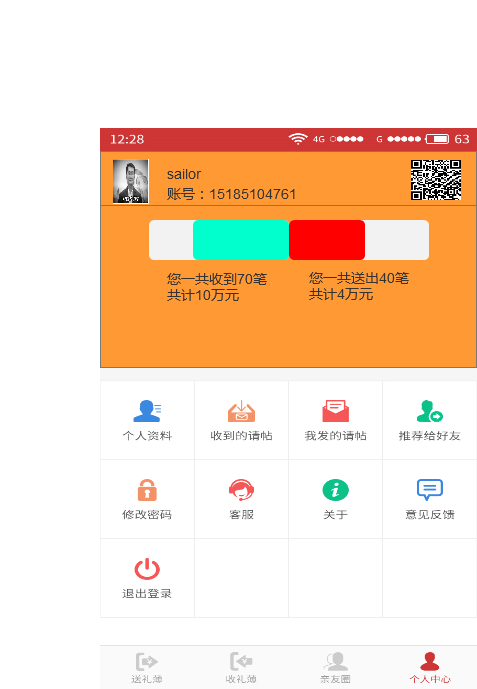 12:28
4G
G
63
sailor
账号：15185104761
您一共收到70笔
共计10万元
您一共送出40笔
共计4万元
个人资料
收到的请帖
我发的请帖
推荐给好友
修改密码
客服
关于
意见反馈
退出登录
送礼薄
收礼薄
亲友圈
个人中心